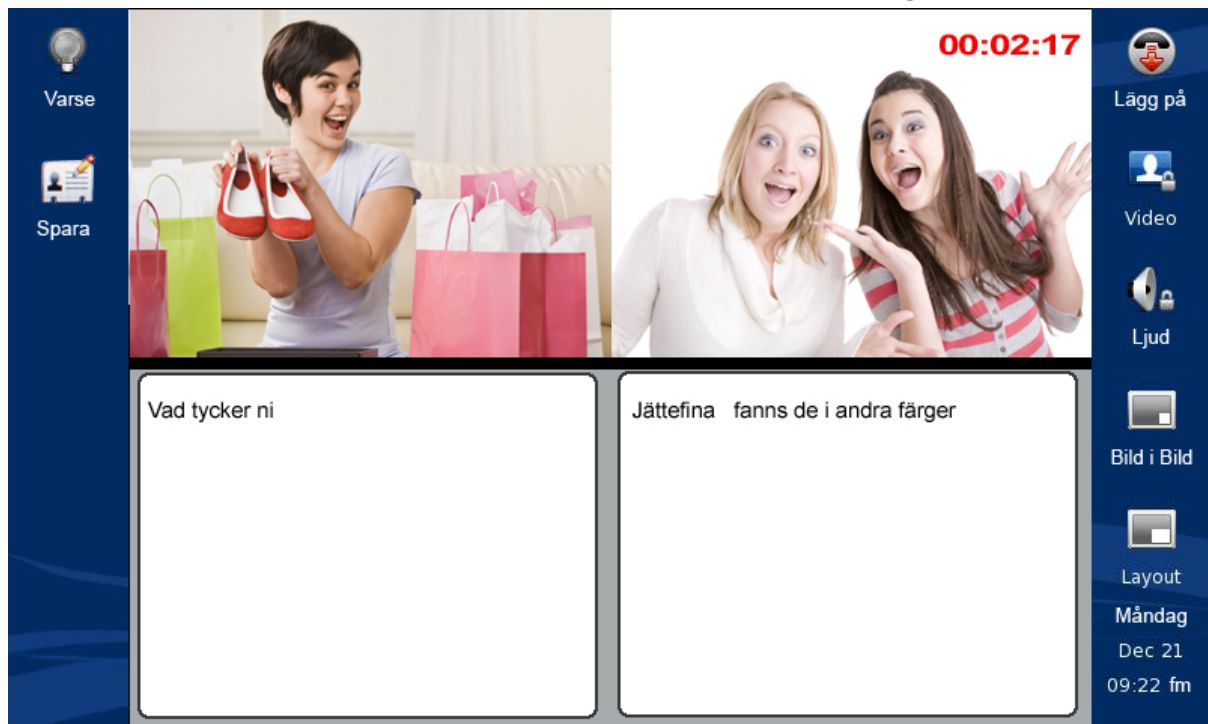 Varse
Spara
00:02:17
Vad tycker ni
Jättefina   fanns de i andra färger
Lägg på
Video
Ljud
Bild i Bild
Layout
Måndag
Dec 21
09:22 fm